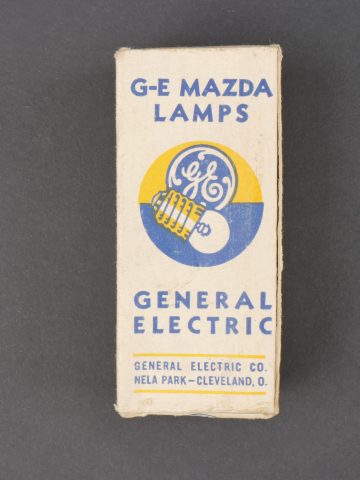 G-E MAZDA
LAMPS
GE
GENERAL
ELECTRIC
GENERAL ELECTRIC CO.
NELA PARK-CLEVELAND, O.